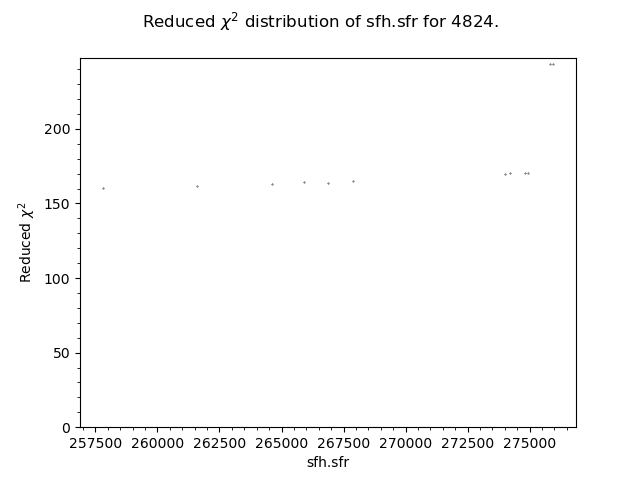 Reduced χ² distribution of sfh.sfr for 4824.
200
150
100
50
0
Reduced χ²
257500 260000 262500 265000 267500 270000 272500 275000
sfh.sfr